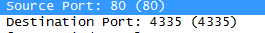 Source Port: 80 (80)
Destination Port: 4335 (4335)